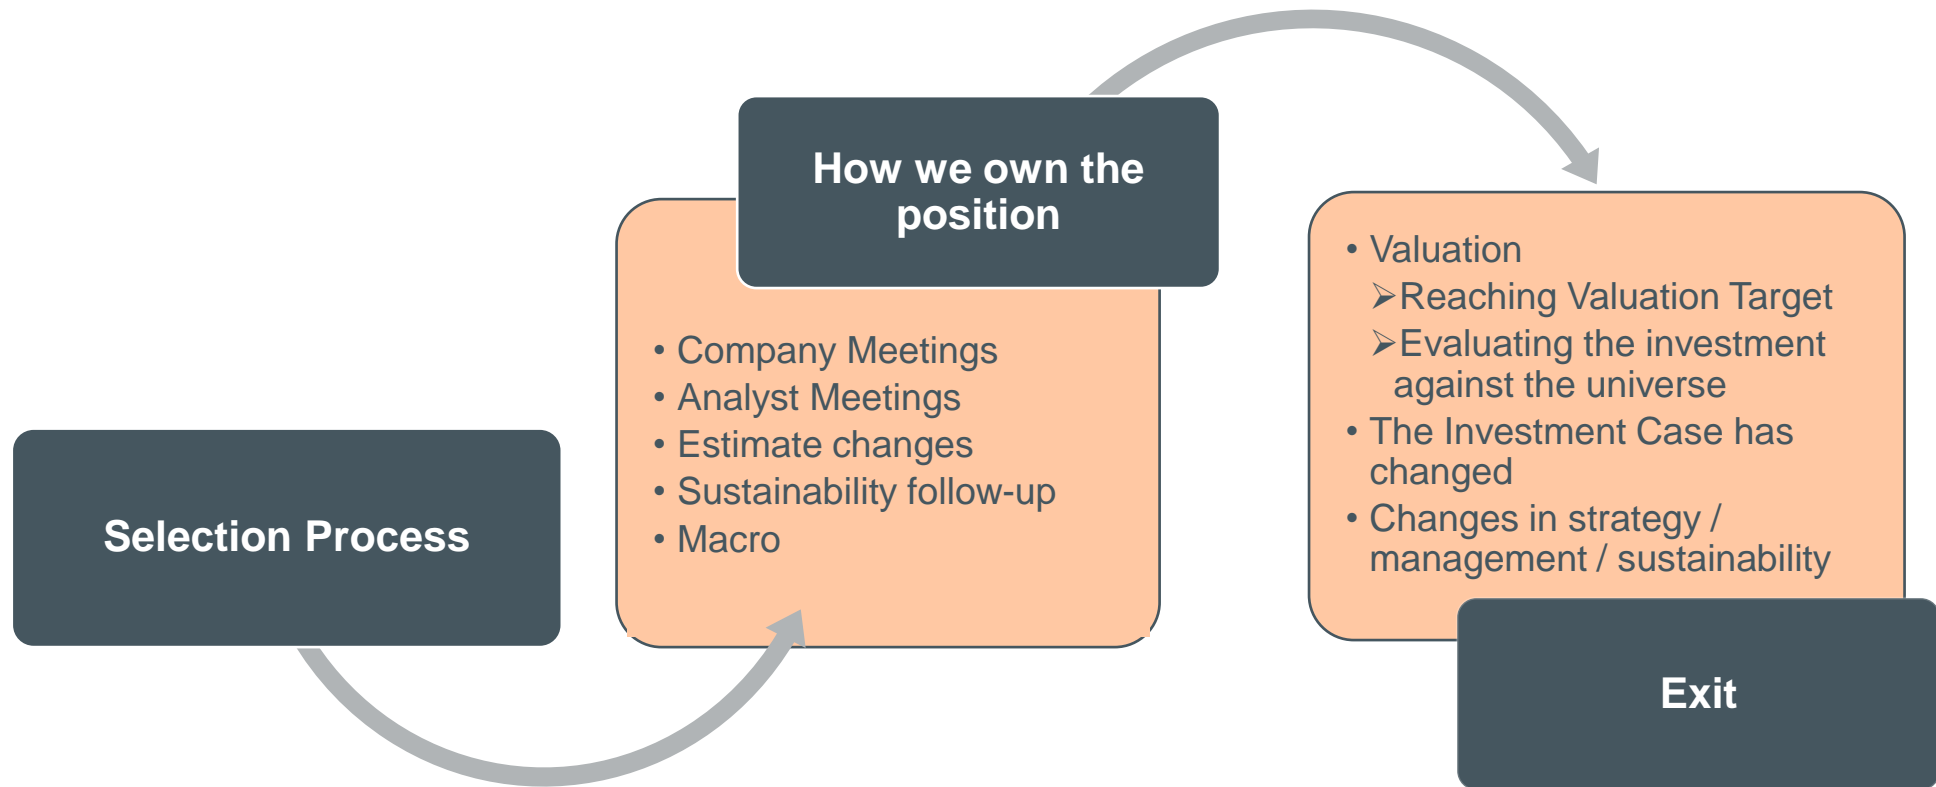 Selection Process
How we own the
position
• Company Meetings
• Analyst Meetings
• Estimate changes
• Sustainability follow-up
• Macro
• Valuation
➢Reaching Valuation Target
➢Evaluating the investment
against the universe
• The Investment Case has
changed
• Changes in strategy /
management / sustainability
Exit